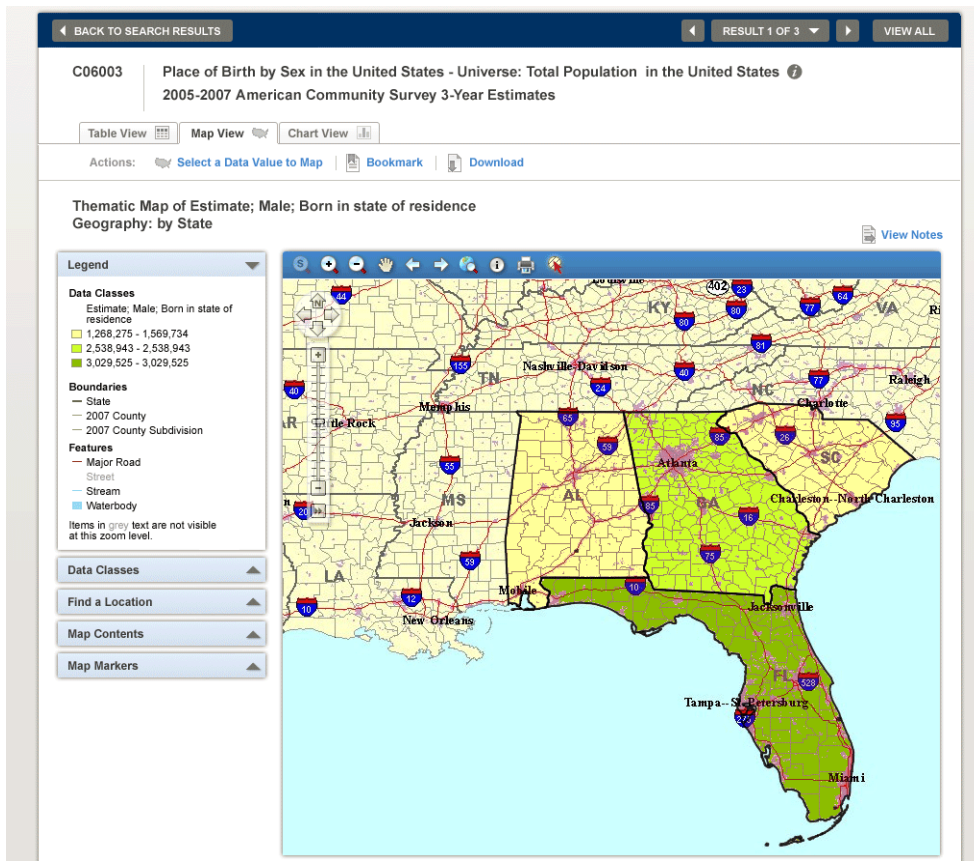 BACK TO SEARCH RESULTS
RESULT 1 OF 3
VIEW ALL
C06003
Place of Birth by Sex in the United States - Universe: Total Population in the United States
2005-2007 American Community Survey 3-Year Estimates
Table View
Map View
Chart View
Actions:
Select a Data Value to Map
Bookmark
Download
Thematic Map of Estimate; Male; Born in state of residence
Geography: by State
View Notes
Legend
Data Classes
Estimate; Male; Born in state of
residence
1,268,275 - 1,569,734
2,538,943 - 2,538,943
3,029,525 - 3,029,525
Boundaries
State
2007 County
2007 County Subdivision
Features
Major Road
Street
Stream
Waterbody
Items in grey text are not visible
at this zoom level.
Data Classes
Find a Location
Map Contents
Map Markers
S
N
Louisville
402
23
44
64
KY
80
77
VA
80
81
155
Nashville-Davidson
40
TN
40
24
77
Raleigh
NC
Memphis
Charlotte
AR
tle Rock
65
95
59
85
26
SC
55
Atlanta
MS
AL
Charleston--North Charleston
20
85
GA
16
Jackson
75
59
LA
10
Mobile
12
10
Jacksonville
New Orleans
FL
528
Tampa--St. Petersburg
275
Miami